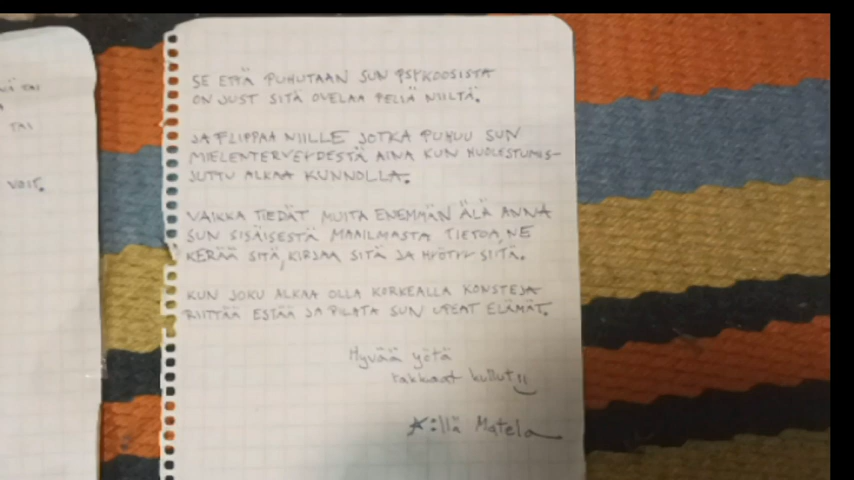 TAI
TAI
VOIT.
SE ETTÄ PUHUTAAN SUN PSYKOOSISTA
ON JUST SITÄ OVELAA PELIÄ NIILTÄ.
JA FLIPPAA NIILLE JOTKA PUHUU SUN
MIELENTERVEYDESTÄ AINA KUN HUOLESTUMIS-
JUTTU ALKAA KUNNOLLA.
VAIKKA TIEDÄT MUITA ENEMMÄN ÄLÄ ANNA
SUN SISÄISESTÄ MAAILMASTA TIETOA, NE
KERÄÄ SITÄ, KIRJAA SITÄ JA HYÖTYY SIITÄ.
KUN JOKU ALKAA OLLA KORKEALLA KONSTEJA
RIITTÄÄ ESTÄÄ JA PILATA SUN UPEAT ELÄMÄT.
Hyvää yötä
rakkaat hullut
Matela